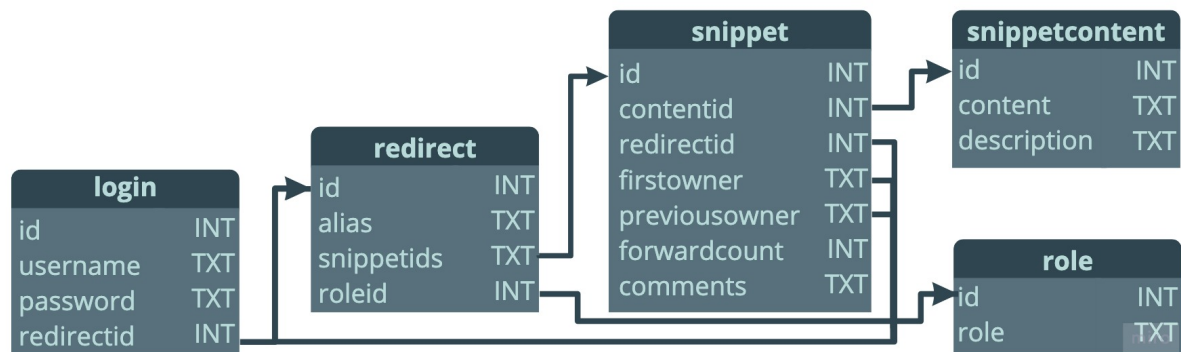 login
id INT
username TXT
password TXT
redirectid INT
redirect
id INT
alias TXT
snippetids TXT
roleid INT
snippet
id INT
contentid INT
redirectid INT
firstowner TXT
previousowner TXT
forwardcount INT
comments TXT
snippetcontent
id INT
content TXT
description TXT
role
id INT
role TXT